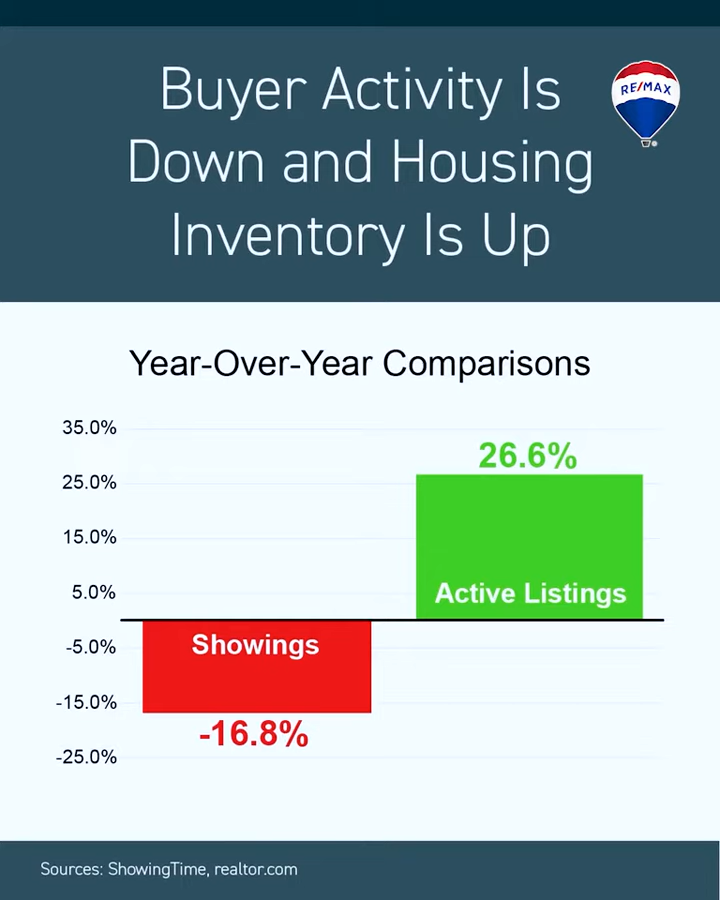 Buyer Activity Is
Down and Housing
Inventory Is Up
RE/MAX
Year-Over-Year Comparisons
35.0%
26.6%
25.0%
15.0%
5.0%
Active Listings
Showings
-5.0%
-15.0%
-16.8%
-25.0%
Sources: ShowingTime, realtor.com